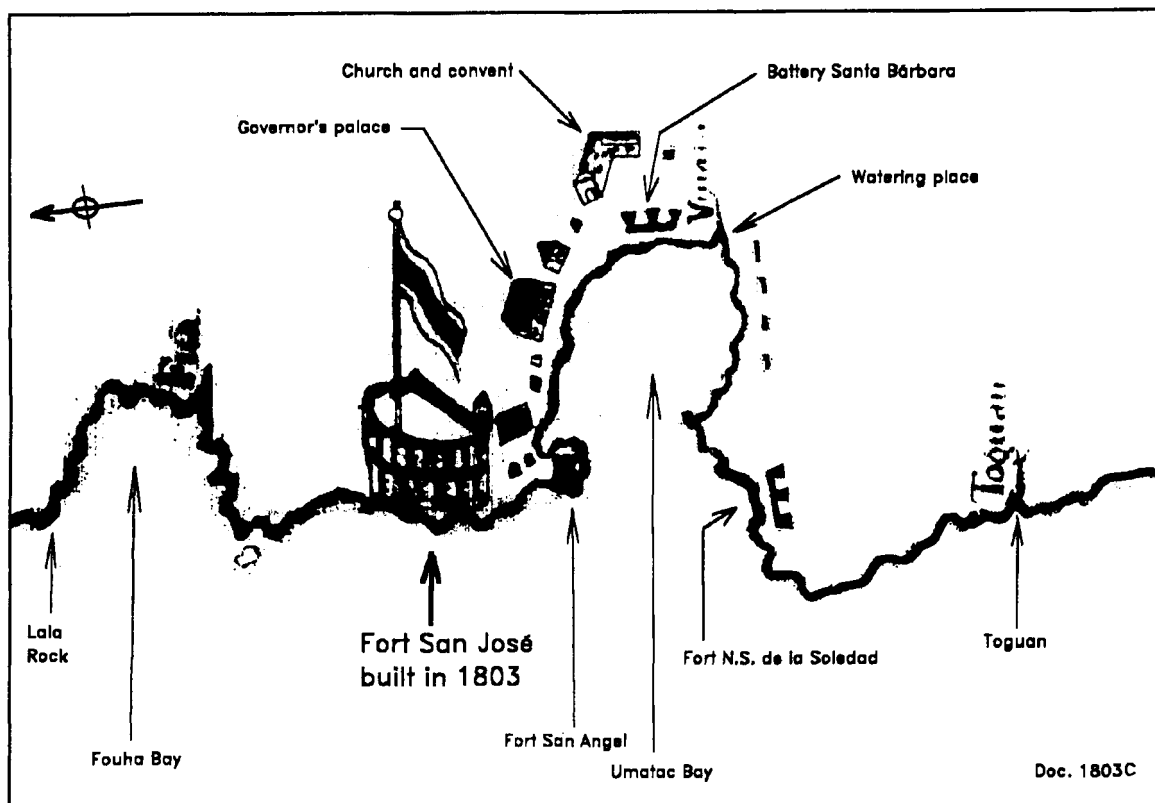 Church and convent
Battery Santa Bárbara
Governor's palace
Watering place
Toguan
Lala
Rock
Fort San José
built in 1803
Fort N.S. de la Soledad
Toguan
Fort San Angel
Fouha Bay
Umatac Bay
Doc. 1803C